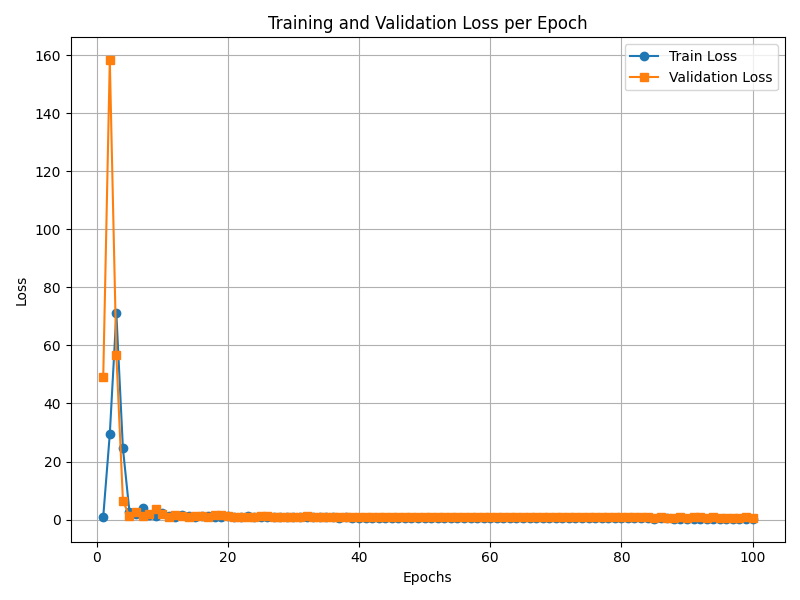 Training and Validation Loss per Epoch
Train Loss
Validation Loss
160
140
120
100
80
60
40
20
0
Loss
0 20 40 60 80 100
Epochs